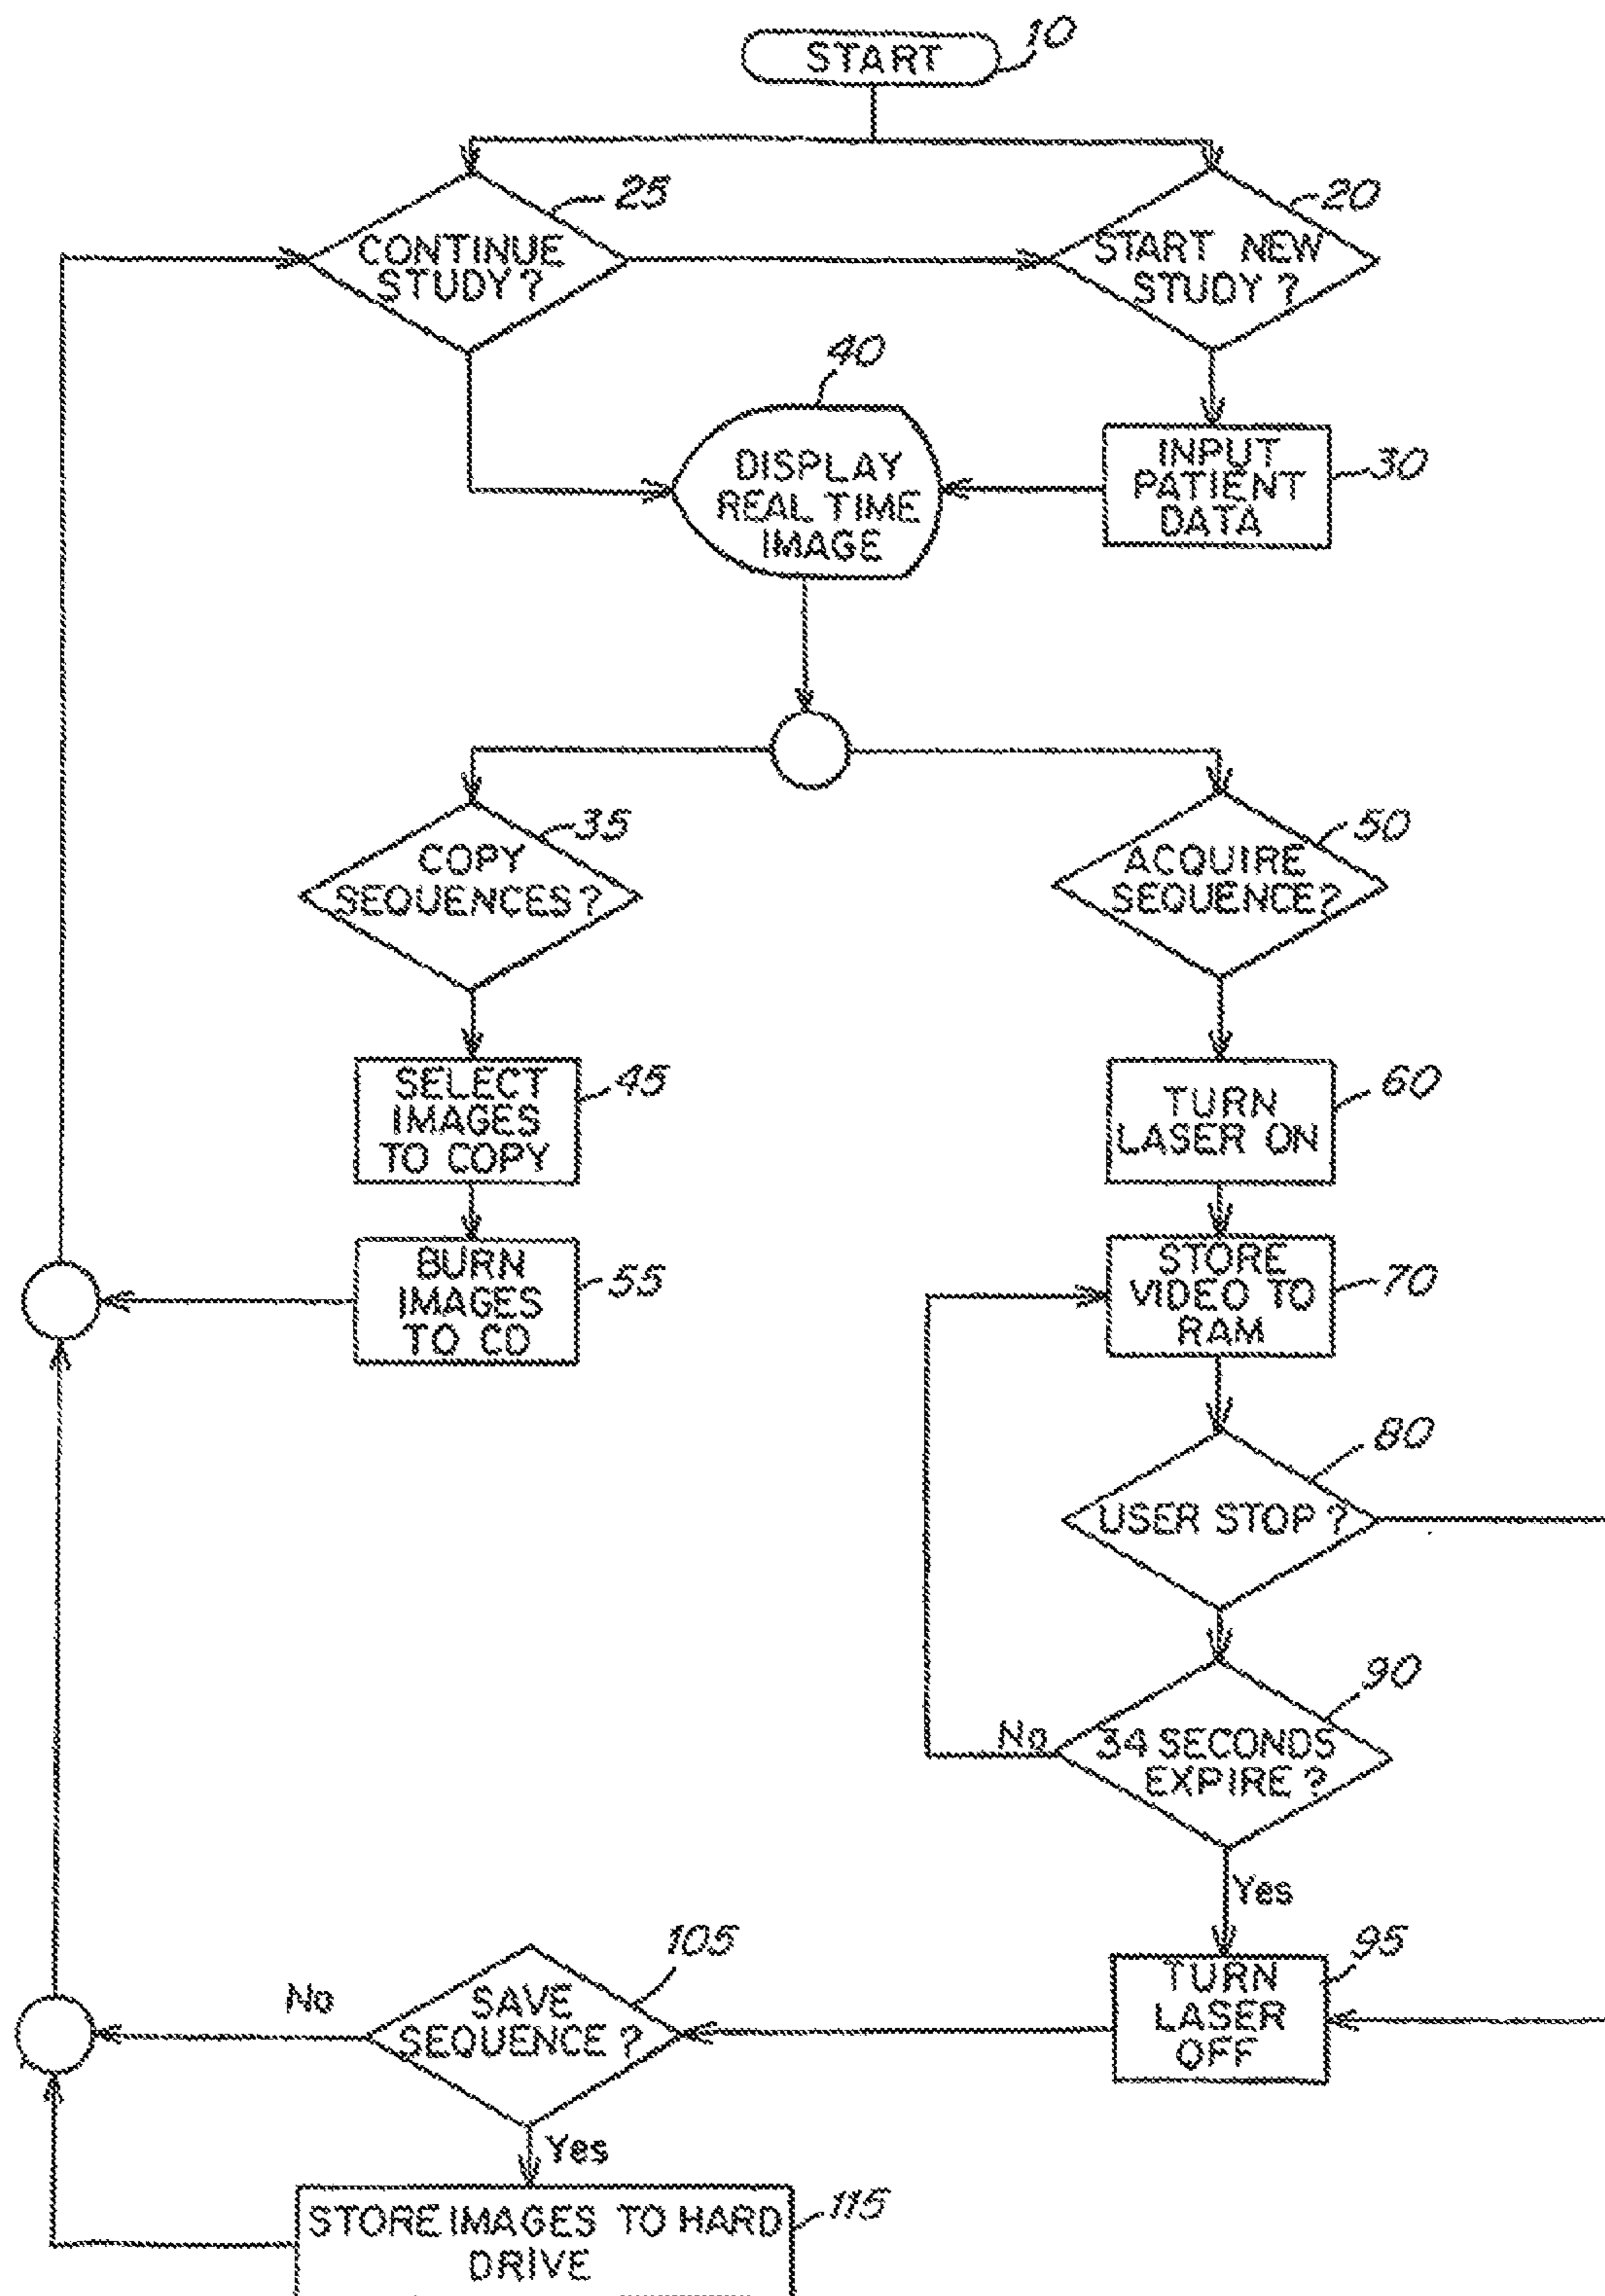 START
10
CONTINUE
STUDY?
25
START NEW
STUDY?
20
DISPLAY
REAL TIME
IMAGE
40
INPUT
PATIENT
DATA
30
COPY
SEQUENCES?
35
ACQUIRE
SEQUENCE?
50
SELECT
IMAGES
TO COPY
45
TURN
LASER ON
60
BURN
IMAGES
TO CD
55
STORE
VIDEO TO
RAM
70
USER STOP?
80
34 SECONDS
EXPIRE?
90
No
Yes
TURN
LASER
OFF
95
SAVE
SEQUENCE?
105
No
Yes
STORE IMAGES TO HARD
DRIVE
115